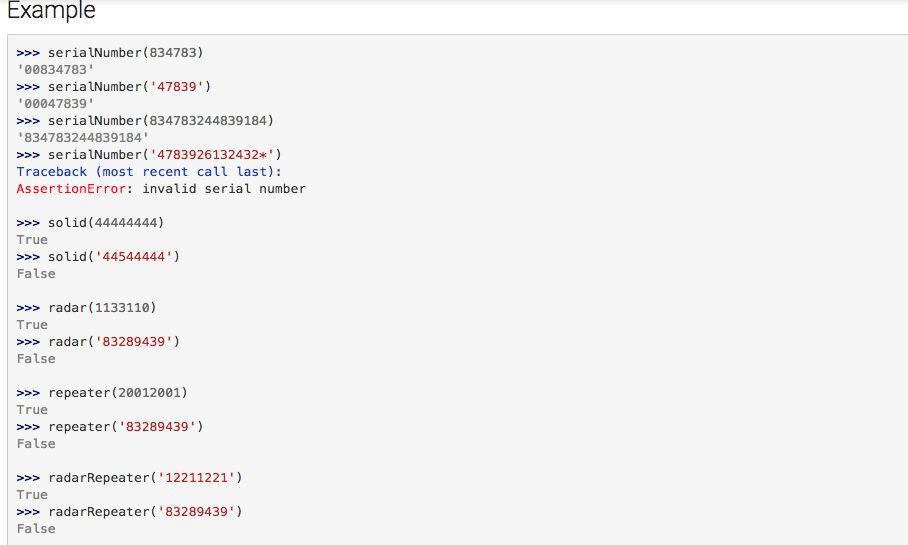 Example
>>> serialNumber(834783)
'00834783'
>>> serialNumber('47839')
'00047839'
>>> serialNumber(834783244839184)
'834783244839184'
>>> serialNumber('4783926132432*')
Traceback (most recent call last):
AssertionError: invalid serial number
>>> solid(44444444)
True
>>> solid('44544444')
False
>>> radar(1133110)
True
>>> radar('83289439')
False
>>> repeater(20012001)
True
>>> repeater('83289439')
False
>>> radarRepeater('12211221')
True
>>> radarRepeater('83289439')
False